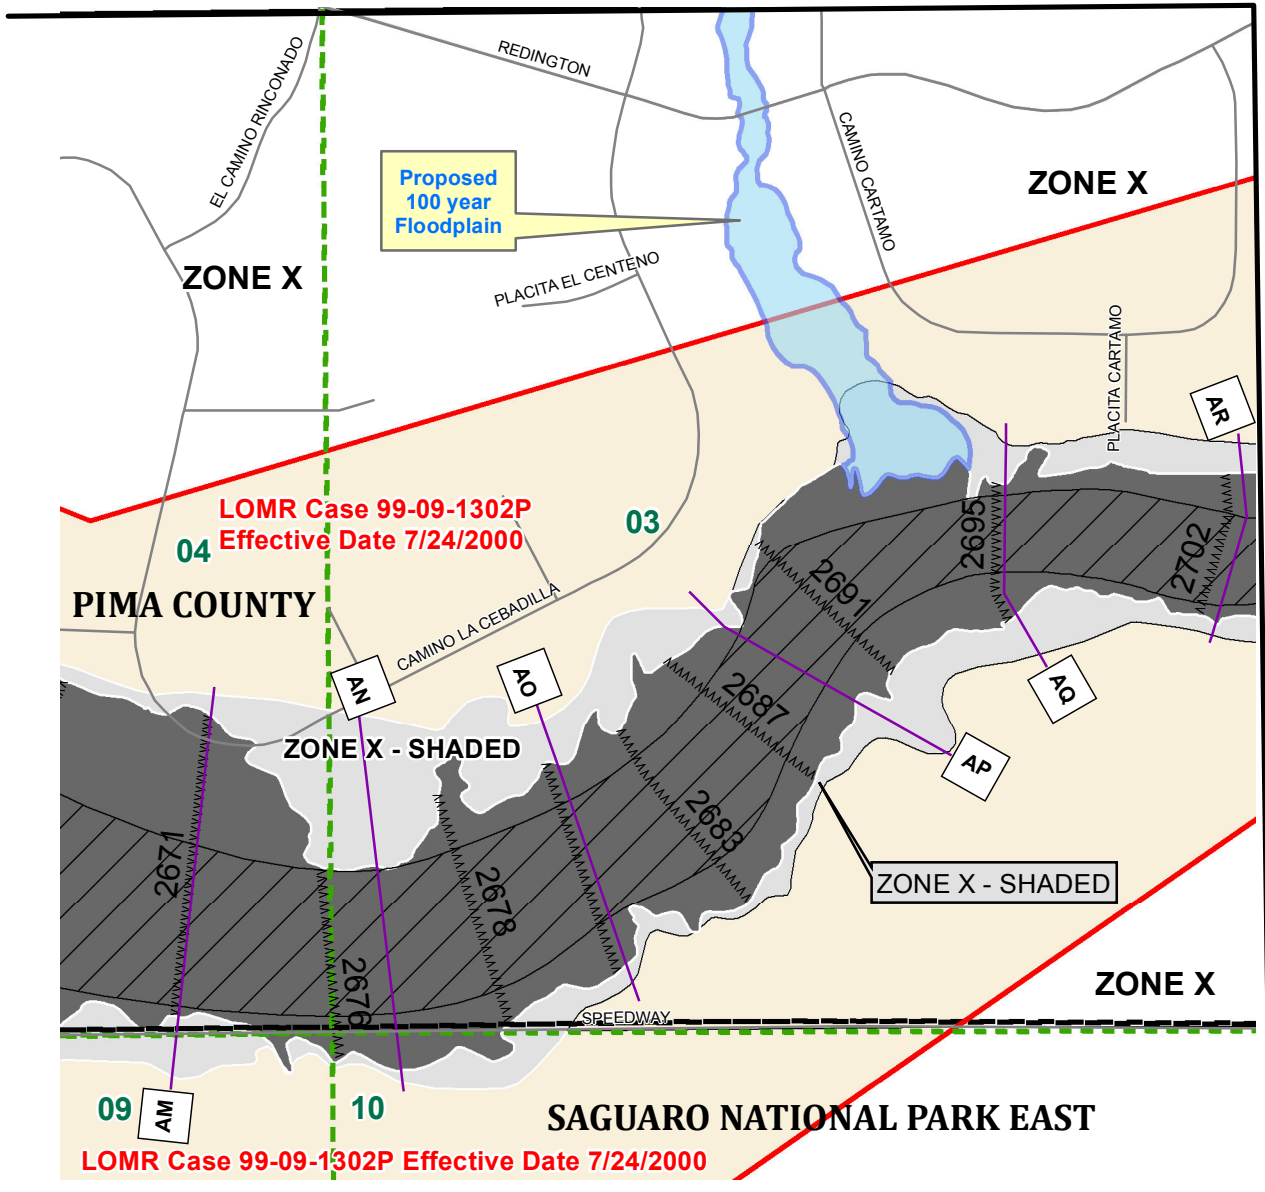 REDINGTON
EL CAMINO RINCONADO
CAMINO CARTAMO
Proposed
100 year
Floodplain
ZONE X
ZONE X
PLACITA EL CENTENO
PLACITA CARTAMO
AR
LOMR Case 99-09-1302P
Effective Date 7/24/2000
03
04
2695
2702
2691
PIMA COUNTY
CAMINO LA CEBADILLA
AN
AO
AQ
2687
ZONE X - SHADED
AP
2683
2671
2678
ZONE X - SHADED
2676
ZONE X
SPEEDWAY
09
AM
10
SAGUARO NATIONAL PARK EAST
LOMR Case 99-09-1302P Effective Date 7/24/2000